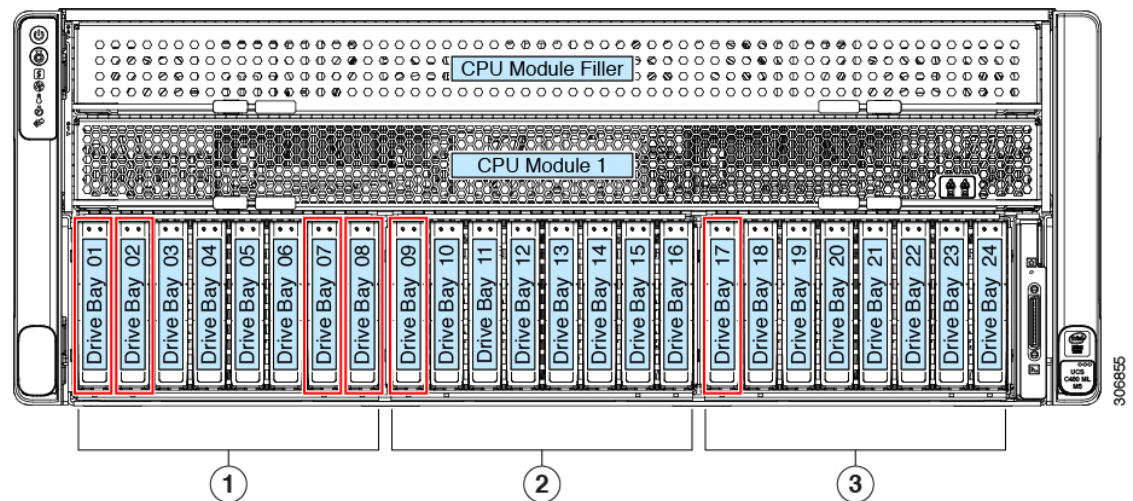 CPU Module Filler
CPU Module 1
Drive Bay 01
Drive Bay 02
Drive Bay 03
Drive Bay 04
Drive Bay 05
Drive Bay 06
Drive Bay 07
Drive Bay 08
Drive Bay 09
Drive Bay 10
Drive Bay 11
Drive Bay 12
Drive Bay 13
Drive Bay 14
Drive Bay 15
Drive Bay 16
Drive Bay 17
Drive Bay 18
Drive Bay 19
Drive Bay 20
Drive Bay 21
Drive Bay 22
Drive Bay 23
Drive Bay 24
UCS
C480 ML
M5
306855
1
2
3